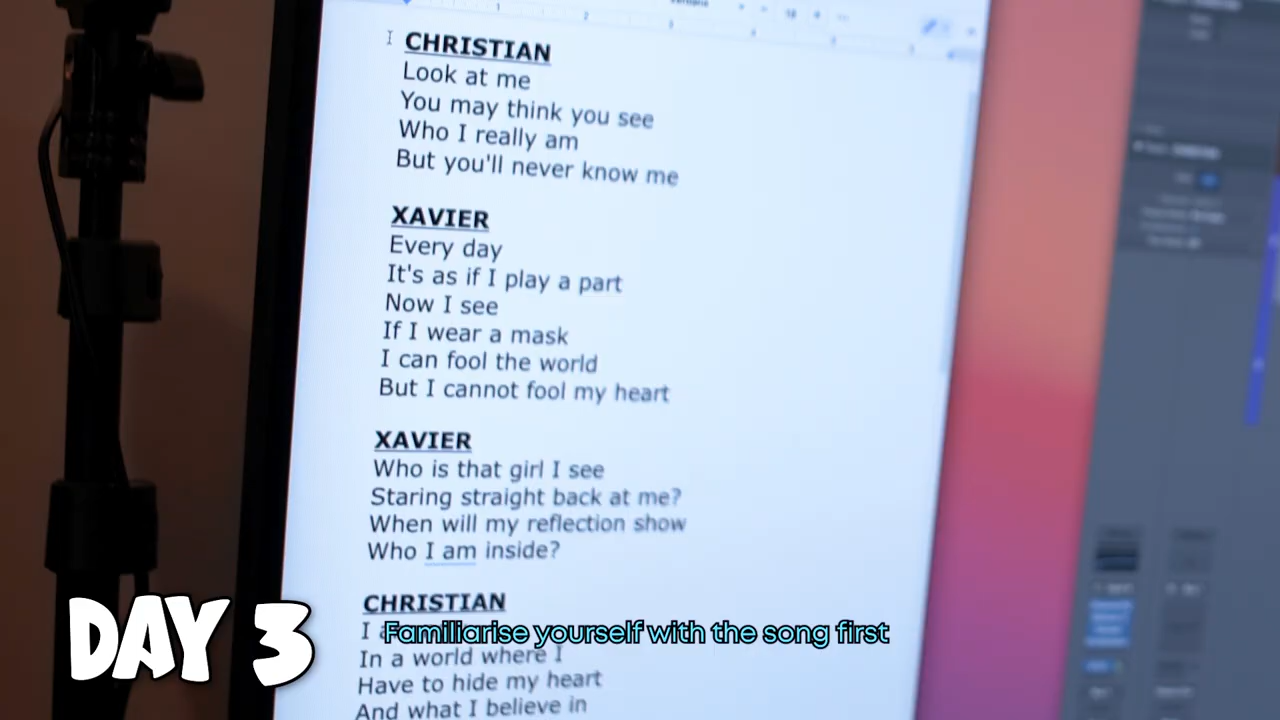 CHRISTIAN
Look at me
You may think you see
Who I really am
But you'll never know me
XAVIER
Every day
It's as if I play a part
Now I see
If I wear a mask
I can fool the world
But I cannot fool my heart
XAVIER
Who is that girl I see
Staring straight back at me?
When will my reflection show
Who I am inside?
CHRISTIAN
I
In a world where I
Have to hide my heart
And what I believe in
DAY 3
Familiarise yourself with the song first